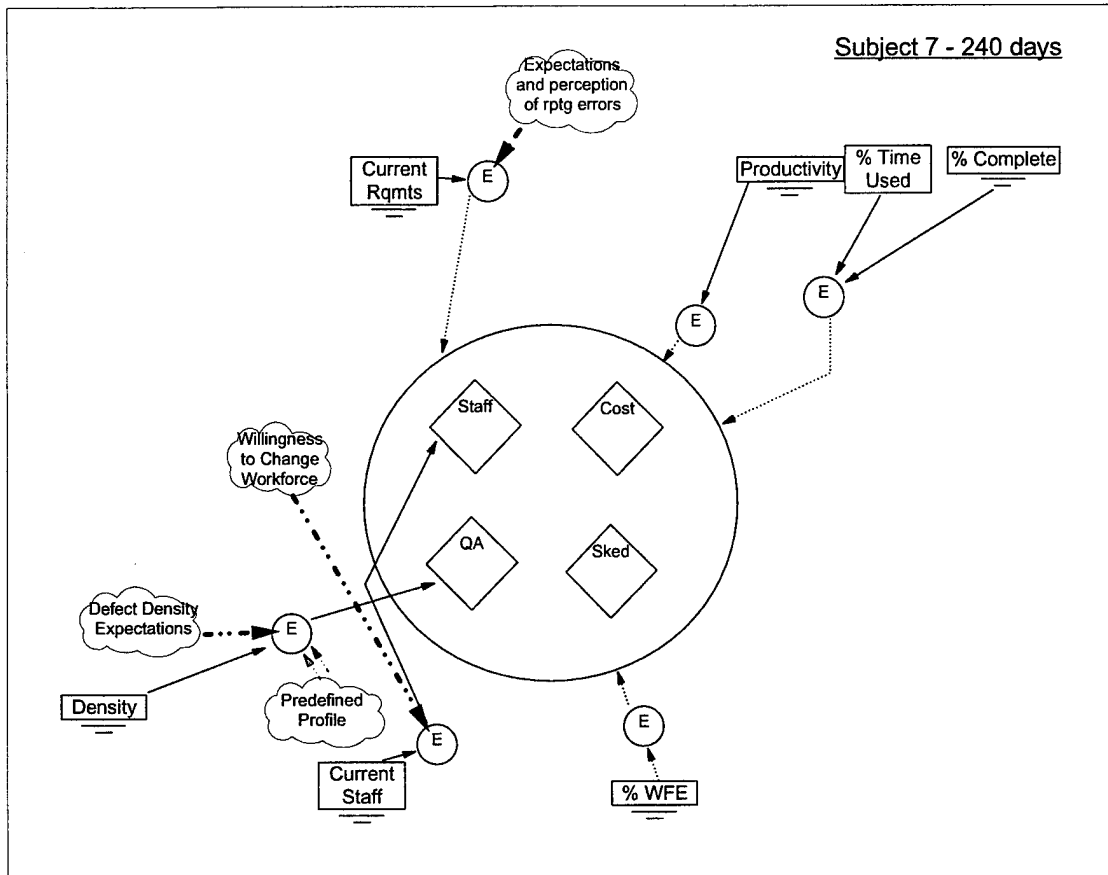 Subject 7 - 240 days
Expectations
and perception
of rptg errors
Current
Rqmts
E
Productivity
% Time
Used
% Complete
E
E
Staff
Cost
Willingness
to Change
Workforce
QA
Sked
Defect Density
Expectations
E
Density
Predefined
Profile
E
Current
Staff
E
% WFE